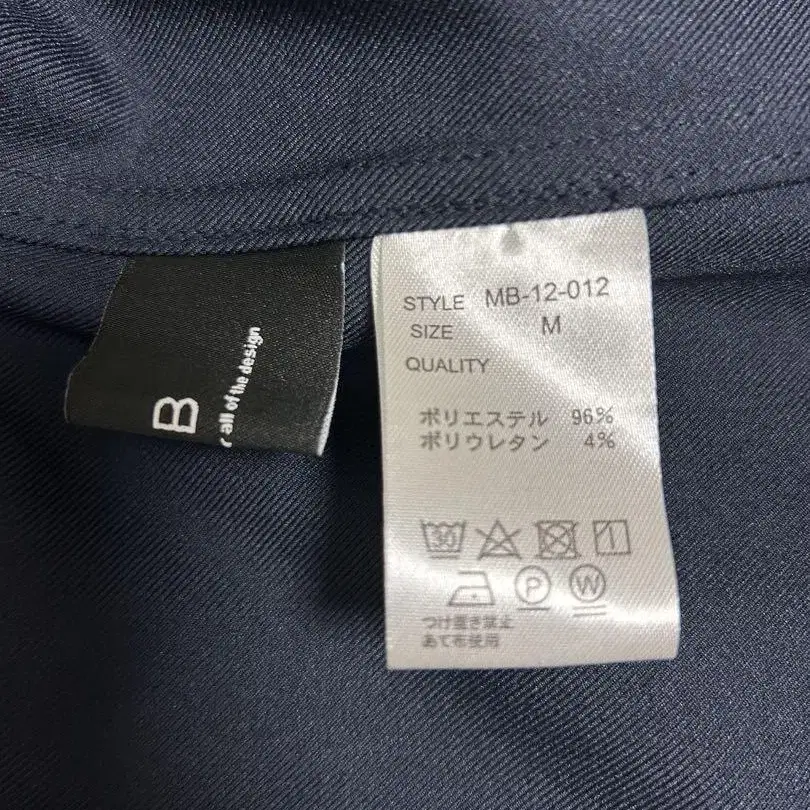 B
r all of the design
STYLE MB-12-012
SIZE M
QUALITY
ポリエステル 96%
ポリウレタン 4%
30
P W
つけ置き禁止
あて布使用